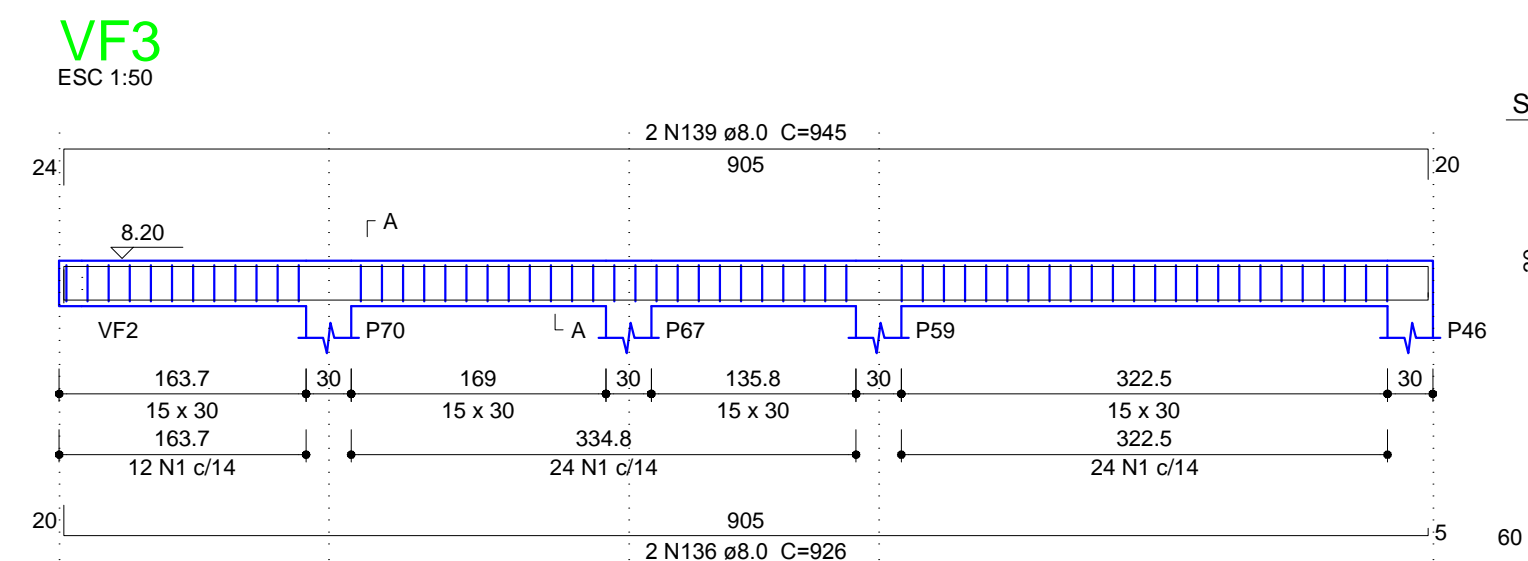 VF3
ESC 1:50
S
2 N139 ø8.0 C=945
24 905 20
A
8.20
VF2 P70 A P67 P59 P46
163.7 30 169 30 135.8 30 322.5 30
15 x 30 15 x 30 15 x 30 15 x 30
163.7 334.8 322.5
12 N1 c/14 24 N1 c/14 24 N1 c/14
20 905 5
2 N136 ø8.0 C=926 60